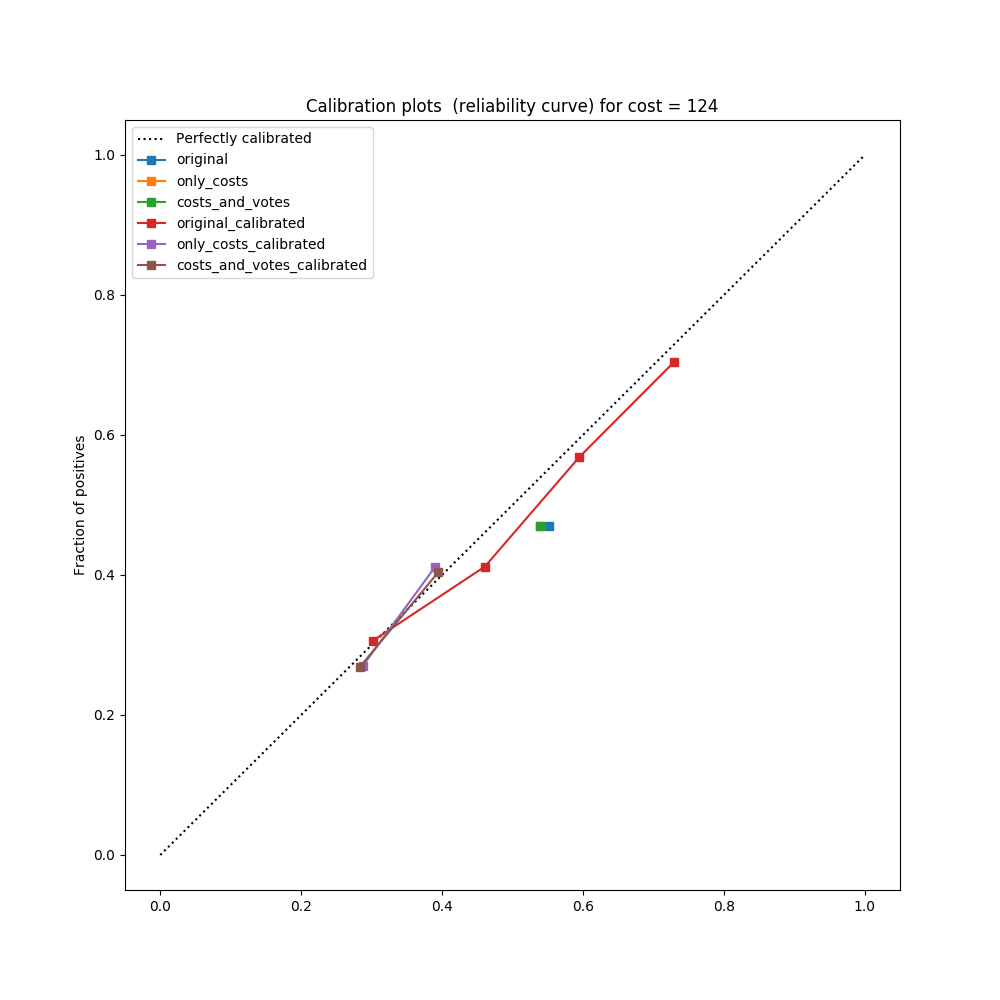 Calibration plots  (reliability curve) for cost = 124
Perfectly calibrated
original
only_costs
costs_and_votes
original_calibrated
only_costs_calibrated
costs_and_votes_calibrated
Fraction of positives
1.0
0.8
0.6
0.4
0.2
0.0
0.0 0.2 0.4 0.6 0.8 1.0